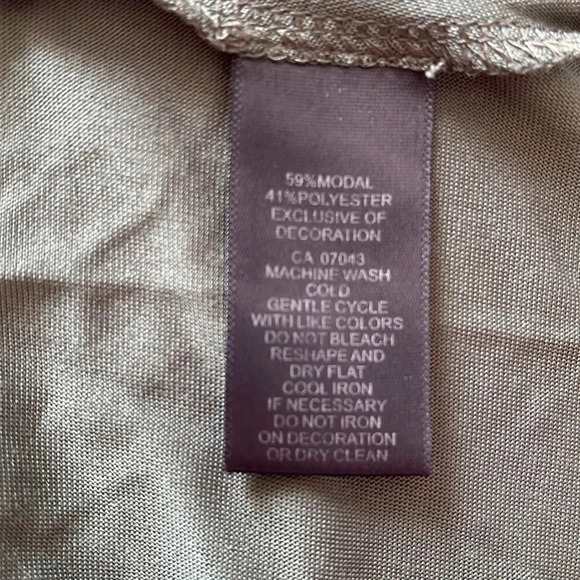 59%MODAL
41%POLYESTER
EXCLUSIVE OF
DECORATION
CA 07043
MACHINE WASH
COLD
GENTLE CYCLE
WITH LIKE COLORS
DO NOT BLEACH
RESHAPE AND
DRY FLAT
COOL IRON
IF NECESSARY
DO NOT IRON
ON DECORATION
OR DRY CLEAN